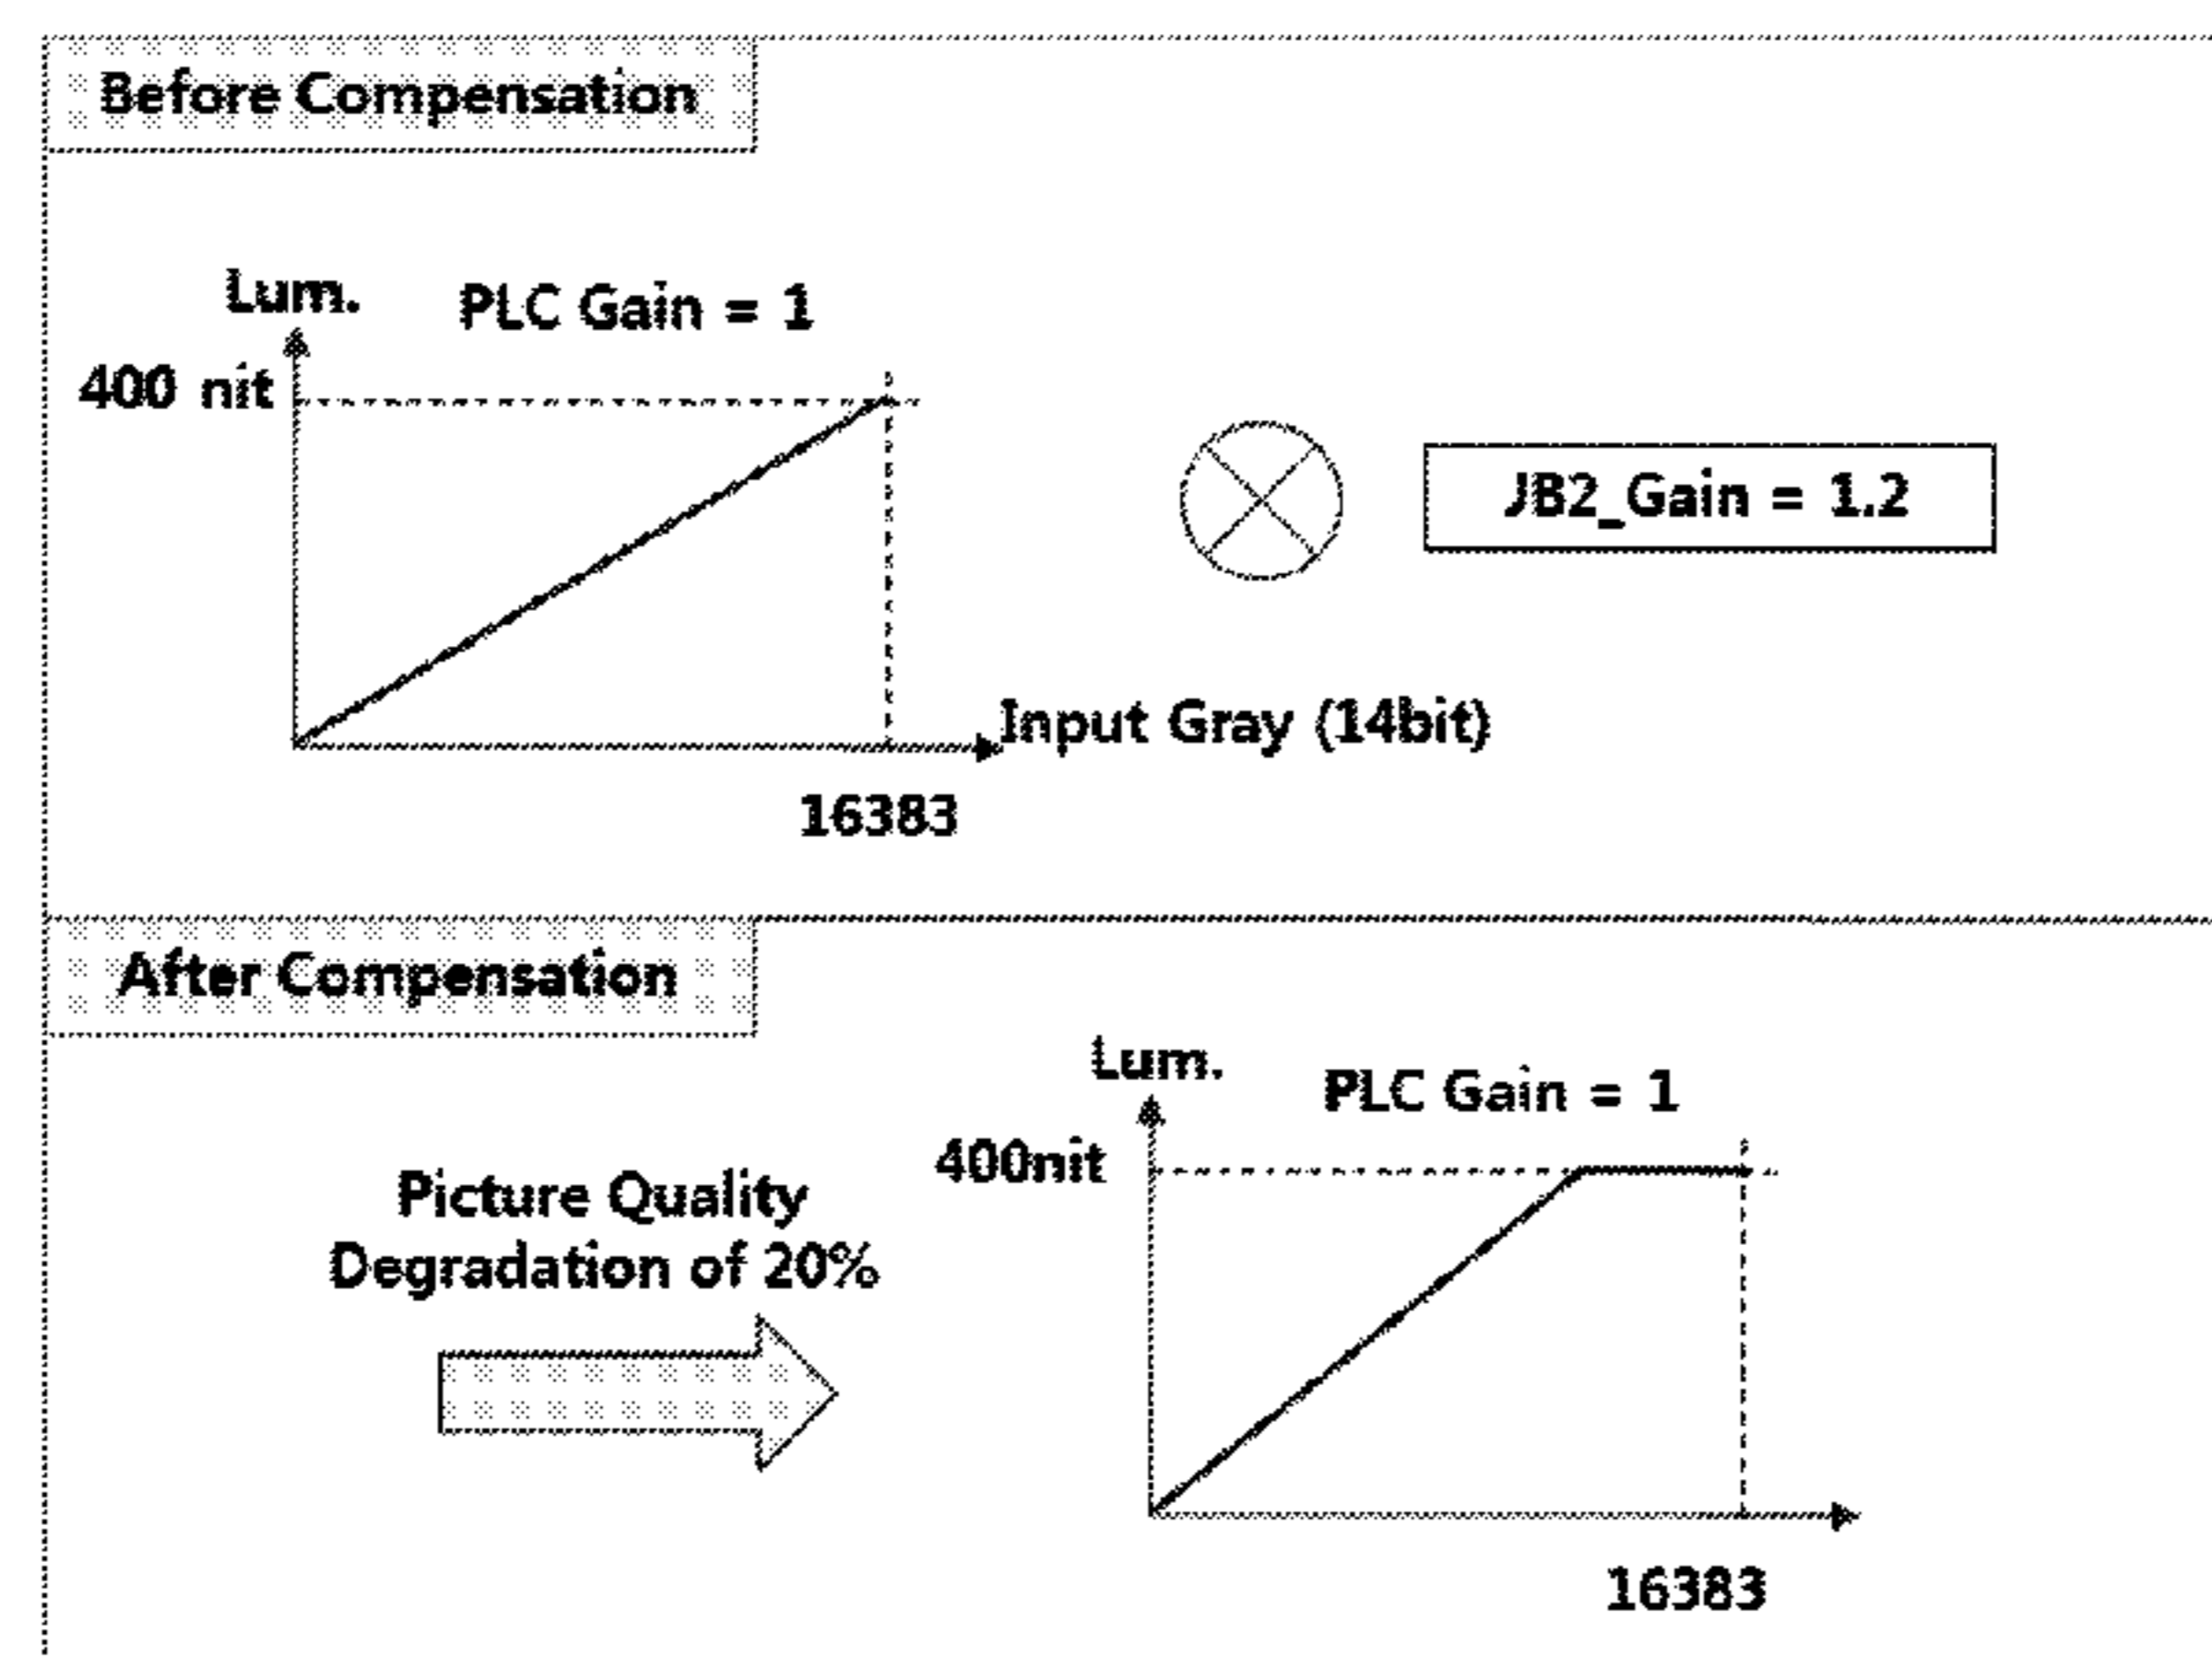 Before Compensation
Lum.
PLC Gain = 1
400 nit
JB2_Gain = 1.2
Input Gray (14bit)
16383
After Compensation
Lum.
PLC Gain = 1
400nit
Picture Quality
Degradation of 20%
16383